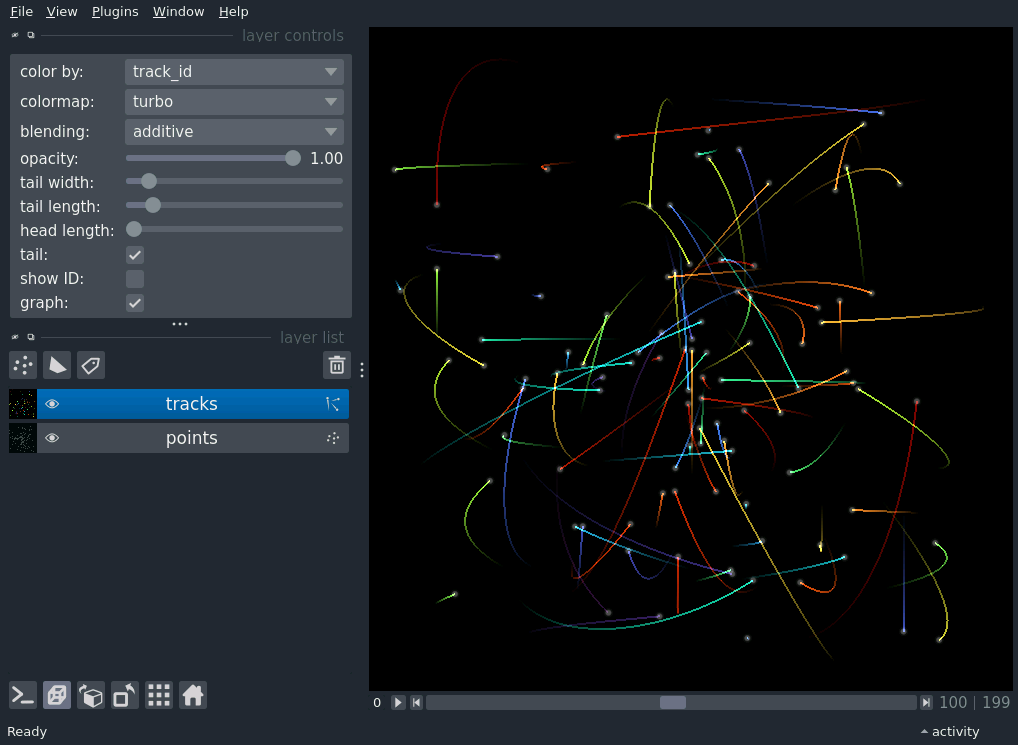 File View Plugins Window Help
layer controls
color by: track_id
colormap: turbo
blending: additive
opacity: 1.00
tail width:
tail length:
head length:
tail:
show ID:
graph:
layer list
tracks
points
0 100 | 199
Ready activity